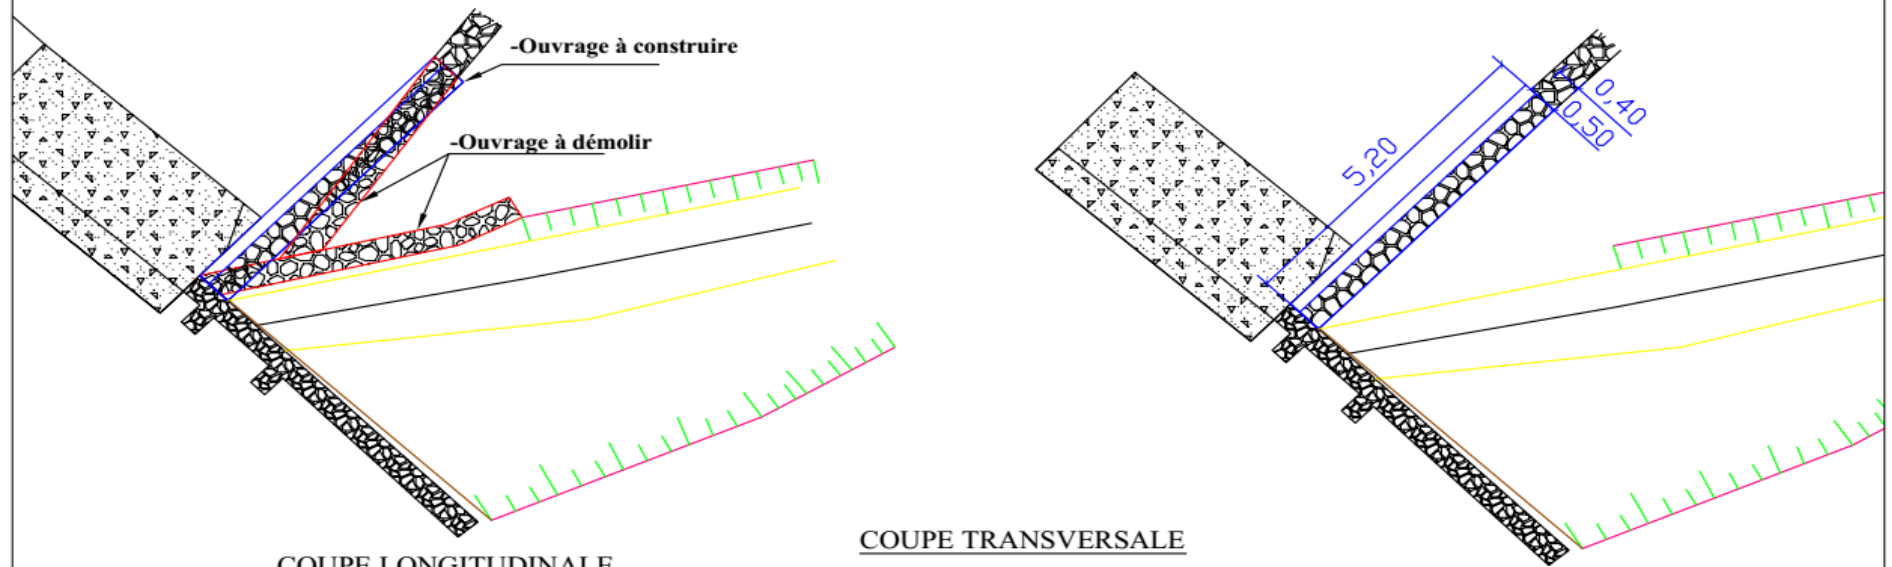 -Ouvrage à construire
-Ouvrage à démolir
5,20
0,40
0,50
COUPE TRANSVERSALE
COUPE LONGITUDINALE